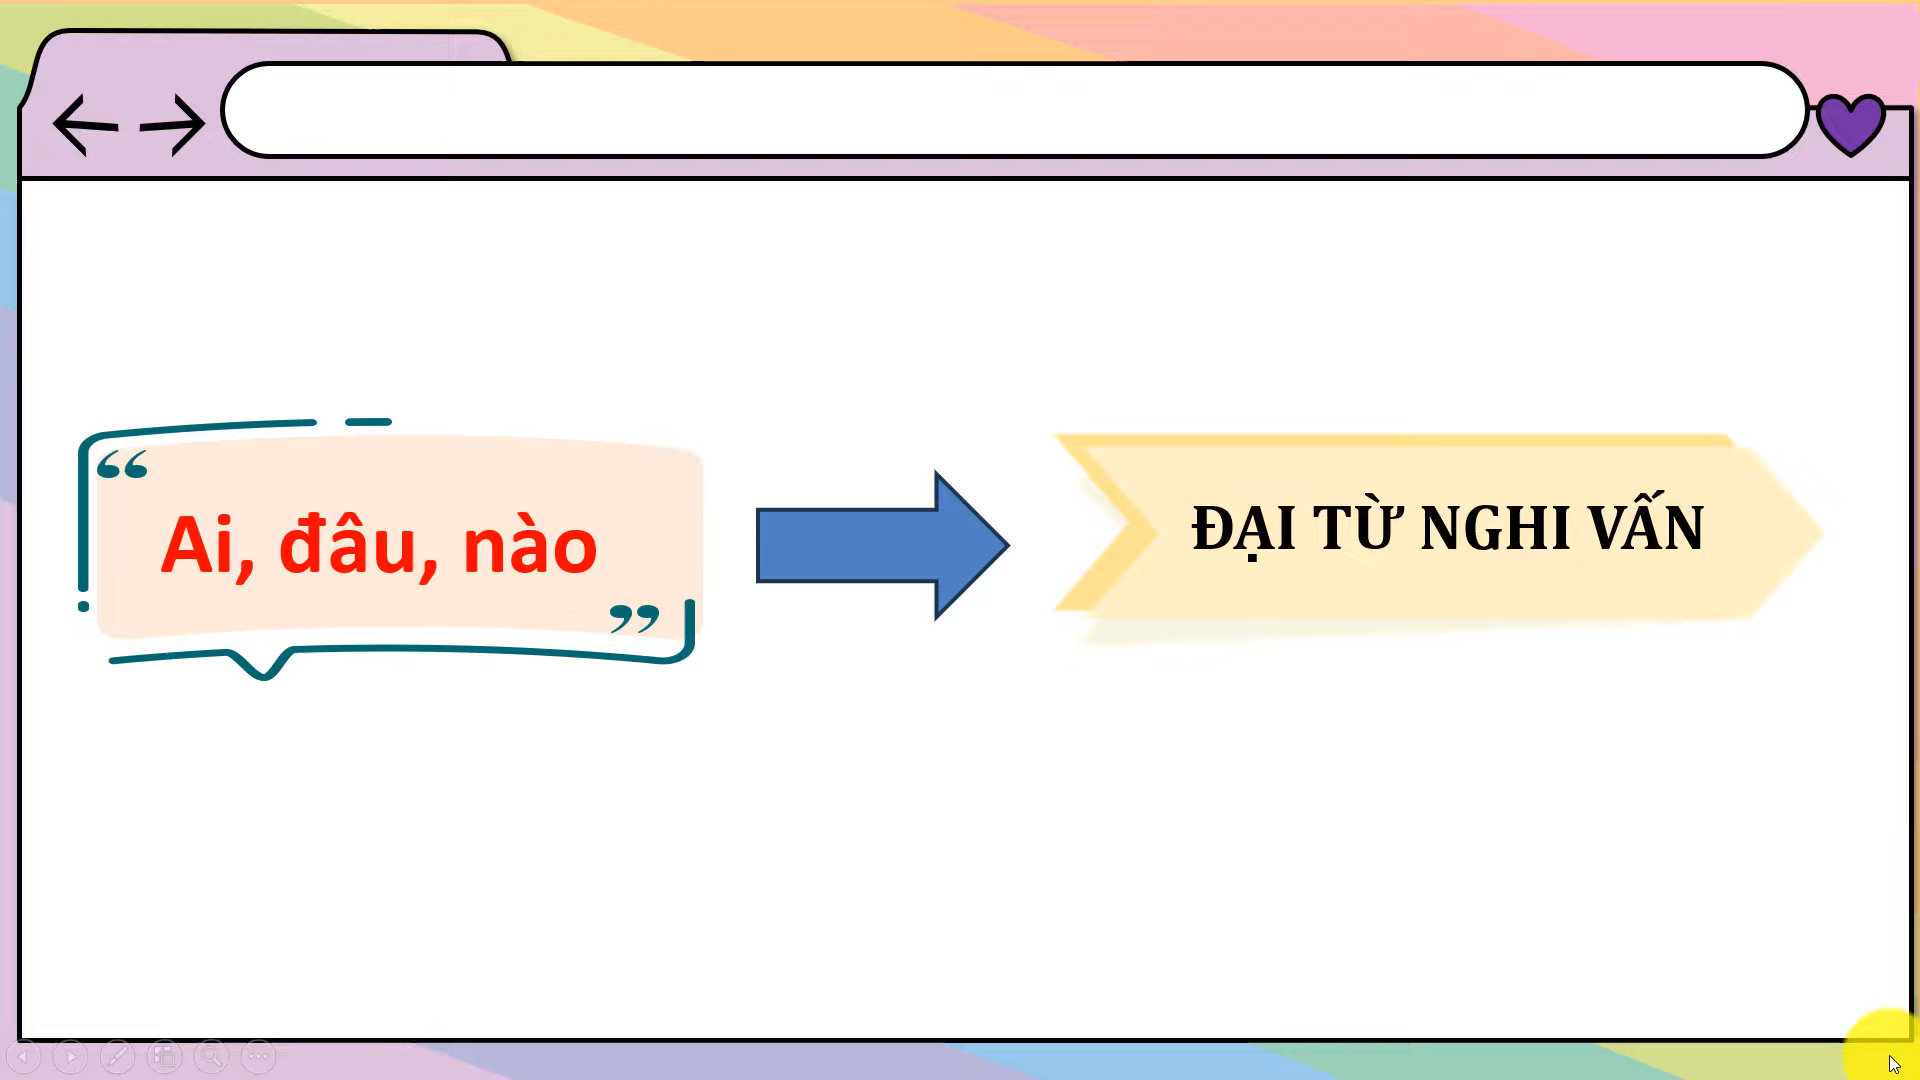 “
Ai, đâu, nào
”
ĐẠI TỪ NGHI VẤN